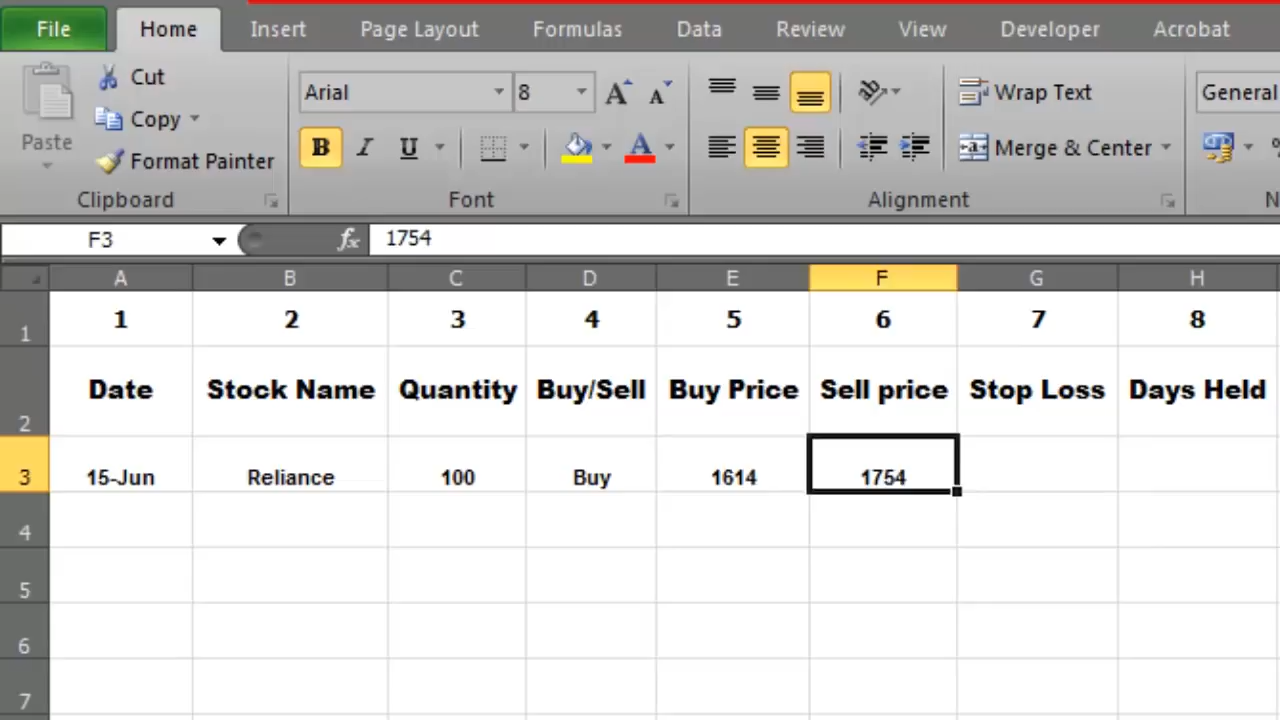 File Home Insert Page Layout Formulas Data Review View Developer Acrobat
Cut
Copy
Format Painter
Paste
Clipboard
Arial 8
A A
B I U A
Font
Wrap Text
Merge & Center
Alignment
General
%
N
F3 fx 1754
A B C D E F G H
1 1 2 3 4 5 6 7 8
2 Date Stock Name Quantity Buy/Sell Buy Price Sell price Stop Loss Days Held
3 15-Jun Reliance 100 Buy 1614 1754
4
5
6
7